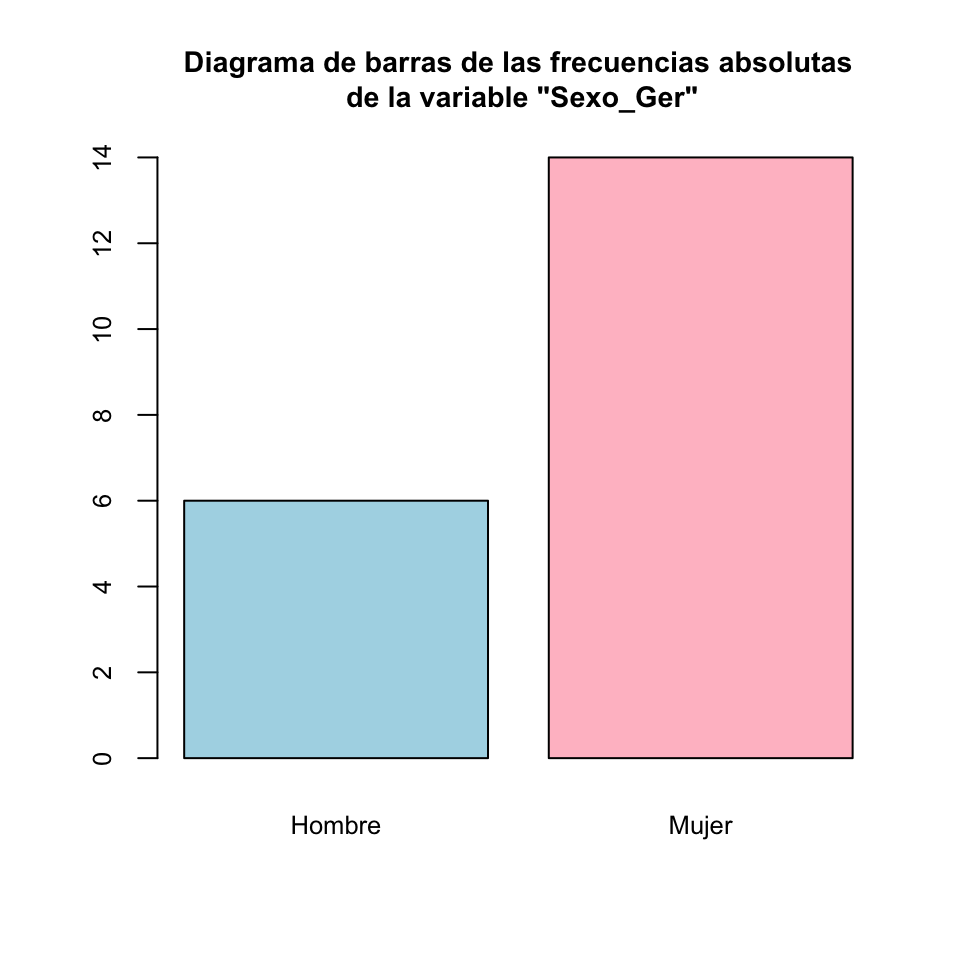 Diagrama de barras de las frecuencias absolutas
de la variable "Sexo_Ger"
14
12
10
8
6
4
2
0
Hombre Mujer